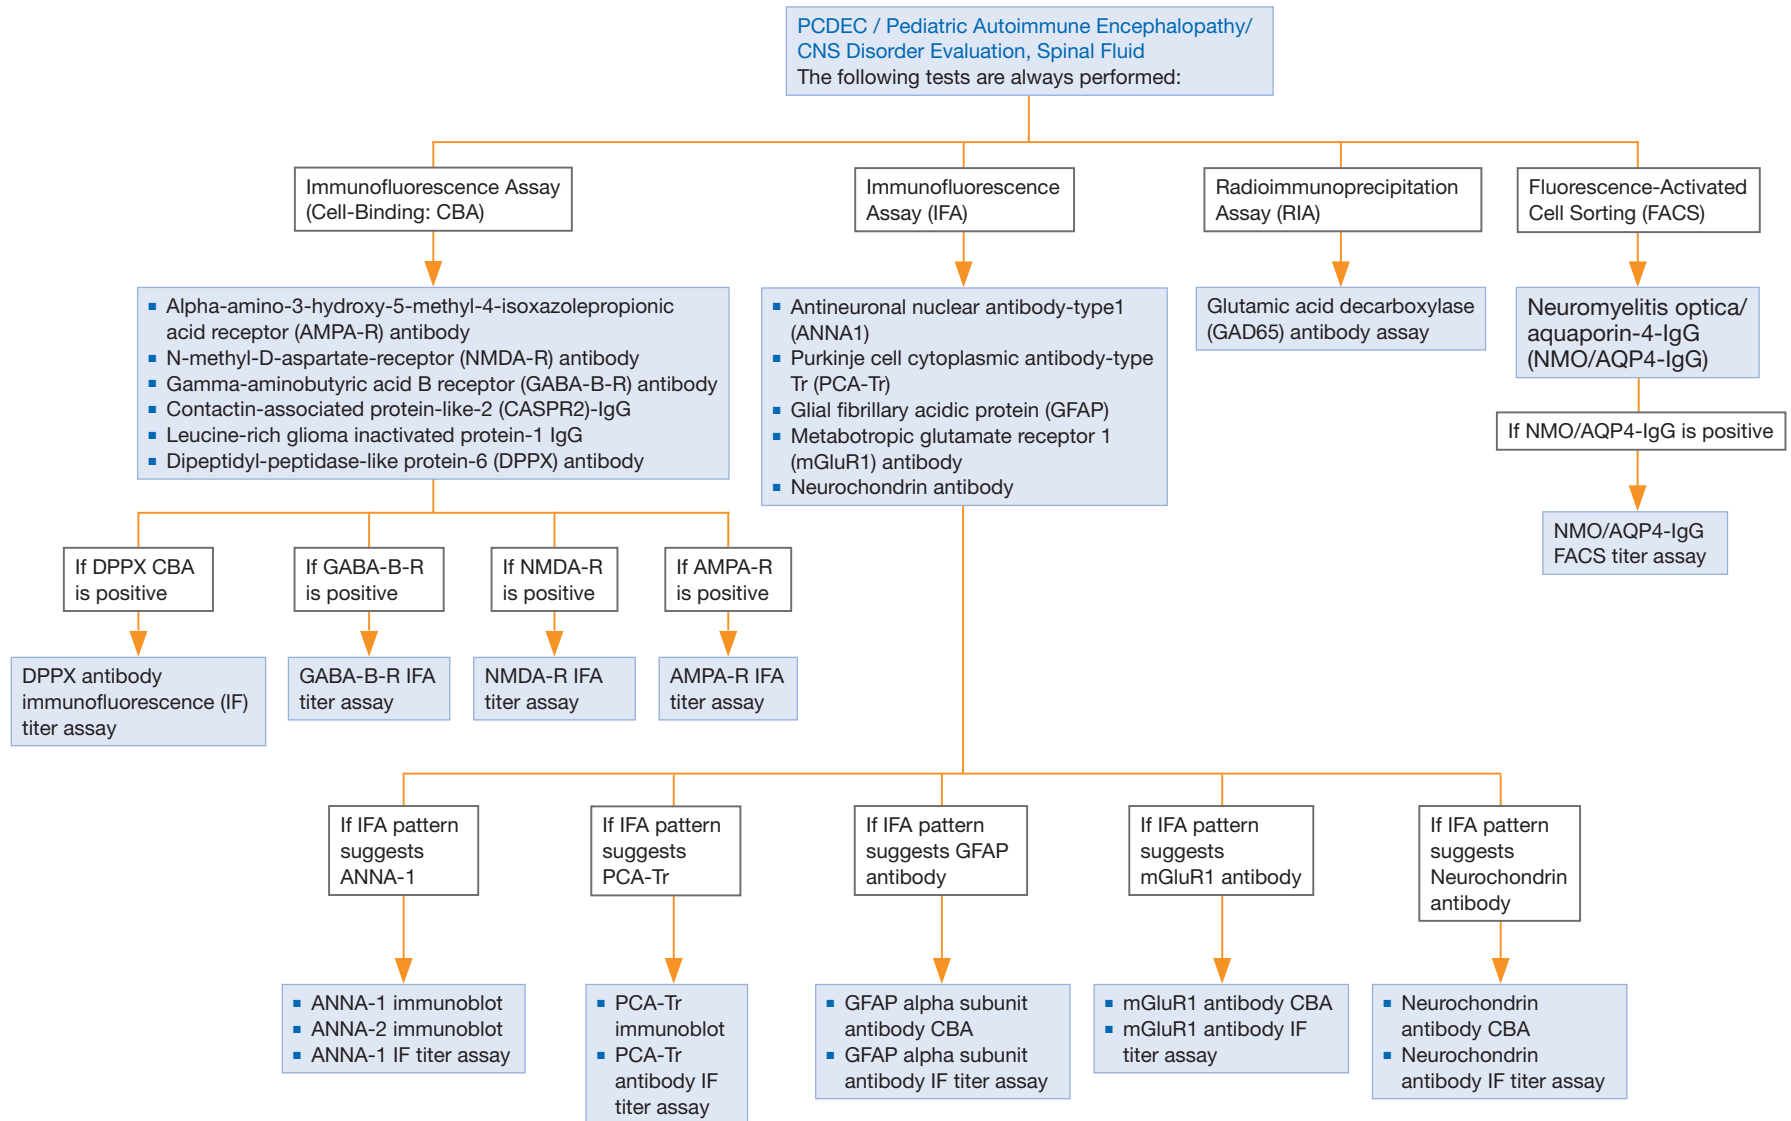 PCDEC / Pediatric Autoimmune Encephalopathy/
CNS Disorder Evaluation, Spinal Fluid
The following tests are always performed:
Immunofluorescence Assay
(Cell-Binding: CBA)
Immunofluorescence
Assay (IFA)
Radioimmunoprecipitation
Assay (RIA)
Fluorescence-Activated
Cell Sorting (FACS)
▪ Alpha-amino-3-hydroxy-5-methyl-4-isoxazolepropionic
acid receptor (AMPA-R) antibody
▪ N-methyl-D-aspartate-receptor (NMDA-R) antibody
▪ Gamma-aminobutyric acid B receptor (GABA-B-R) antibody
▪ Contactin-associated protein-like-2 (CASPR2)-IgG
▪ Leucine-rich glioma inactivated protein-1 IgG
▪ Dipeptidyl-peptidase-like protein-6 (DPPX) antibody
▪ Antineuronal nuclear antibody-type1
(ANNA1)
▪ Purkinje cell cytoplasmic antibody-type
Tr (PCA-Tr)
▪ Glial fibrillary acidic protein (GFAP)
▪ Metabotropic glutamate receptor 1
(mGluR1) antibody
▪ Neurochondrin antibody
Glutamic acid decarboxylase
(GAD65) antibody assay
Neuromyelitis optica/
aquaporin-4-IgG
(NMO/AQP4-IgG)
If NMO/AQP4-IgG is positive
NMO/AQP4-IgG
FACS titer assay
If DPPX CBA
is positive
If GABA-B-R
is positive
If NMDA-R
is positive
If AMPA-R
is positive
DPPX antibody
immunofluorescence (IF)
titer assay
GABA-B-R IFA
titer assay
NMDA-R IFA
titer assay
AMPA-R IFA
titer assay
If IFA pattern
suggests
ANNA-1
If IFA pattern
suggests
PCA-Tr
If IFA pattern
suggests GFAP
antibody
If IFA pattern
suggests
mGluR1 antibody
If IFA pattern
suggests
Neurochondrin
antibody
▪ ANNA-1 immunoblot
▪ ANNA-2 immunoblot
▪ ANNA-1 IF titer assay
▪ PCA-Tr
immunoblot
▪ PCA-Tr
antibody IF
titer assay
▪ GFAP alpha subunit
antibody CBA
▪ GFAP alpha subunit
antibody IF titer assay
▪ mGluR1 antibody CBA
▪ mGluR1 antibody IF
titer assay
▪ Neurochondrin
antibody CBA
▪ Neurochondrin
antibody IF titer assay